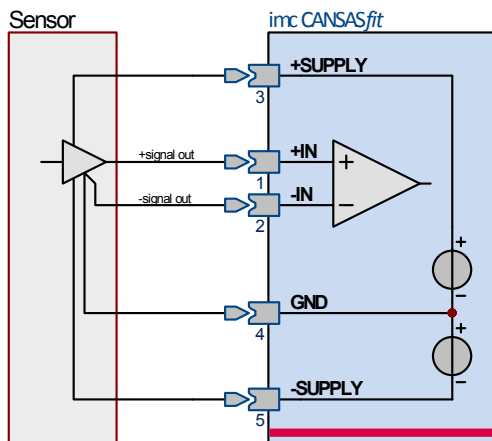 Sensor
imc CANSASfit
+SUPPLY
3
+signal out
+IN
+
1
-signal out
-IN
−
2
+
−
GND
4
+
−
-SUPPLY
5